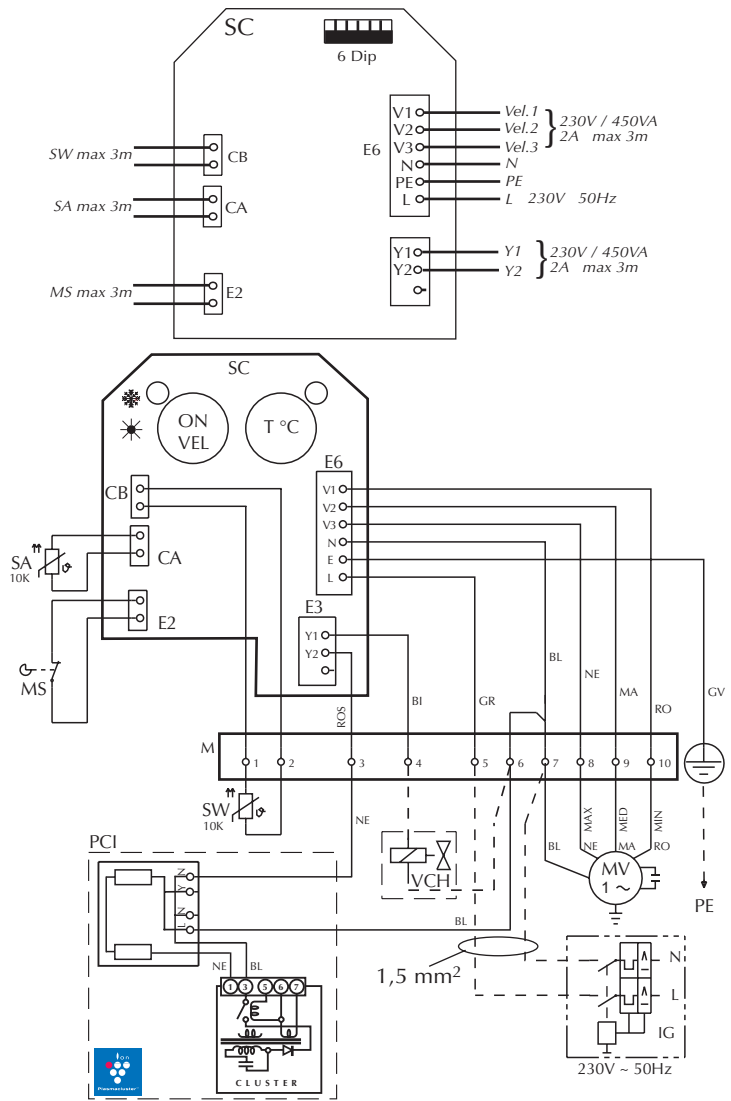 SC
6 Dip
V1 Vel.1
V2 Vel.2 230V / 450VA
V3 Vel.3 2A max 3m
E6
N N
PE PE
L L 230V 50Hz
SW max 3m CB
SA max 3m CA
Y1 Y1 230V / 450VA
Y2 Y2 2A max 3m
MS max 3m E2
SC
ON
VEL
T °C
E6
CB
V1
V2
V3
N
E
L
SA
10K
CA
E2
E3
Y1
Y2
MS
ROS
BI
GR
BL
NE
MA
RO
GV
M
1 2 3 4 5 6 7 8 9 10
SW
10K
NE
MAX
MED
MIN
BL NE MA RO
PCI
N
Y
N
L
VCH
MV
1 ~
PE
BL
NE BL
1,5 mm²
N
L
IG
230V ~ 50Hz
1 3 5 6 7
CLUSTER
Ion
Plasmacluster